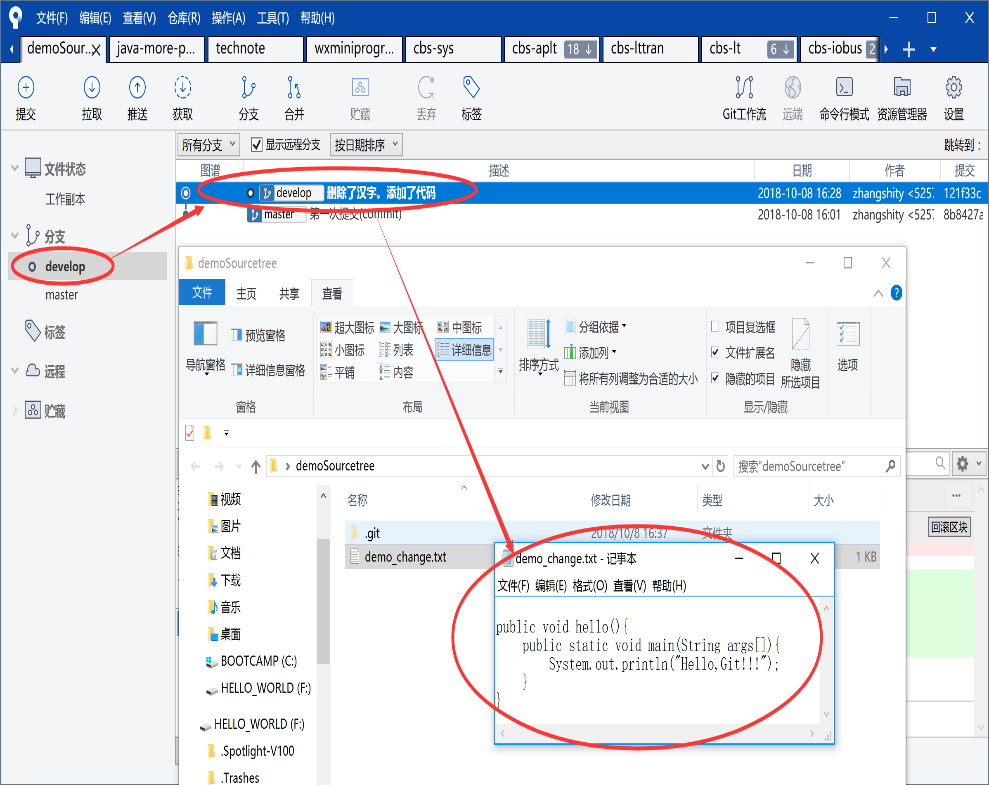 文件(F) 编辑(E) 查看(V) 仓库(R) 操作(A) 工具(T) 帮助(H)
demoSour... java-more-p... technote wxminiprogr... cbs-sys cbs-aplt 18 cbs-lttran cbs-lt 6 cbs-iobus 2
提交 拉取 推送 获取 分支 合并 贮藏 丢弃 标签 Git工作流 远端 命令行模式 资源管理器 设置
所有分支 显示远程分支 按日期排序 跳转到:
图谱 描述 日期 作者 提交
develop 删除了汉字。添加了代码 2018-10-08 16:28 zhangshity <525 121f33c
master 第一次提交(commit) 2018-10-08 16:01 zhangshity <525 8b8427a
文件状态
工作副本
分支
develop
master
标签
远程
贮藏
demoSourcetree
文件 主页 共享 查看
导航窗格
预览窗格
详细信息窗格
窗格
超大图标 大图标 中图标
小图标 列表 详细信息
平铺 内容
布局
排序方式
分组依据
添加列
将所有列调整为合适的大小
当前视图
项目复选框
文件扩展名
隐藏的项目
隐藏
所选项目
显示/隐藏
选项
demoSourcetree 搜索"demoSourcetree"
名称 修改日期 类型 大小
.git 2018/10/8 16:37 文件夹
demo_change.txt 1 KB
视频
图片
文档
下载
音乐
桌面
BOOTCAMP (C:)
HELLO_WORLD (F:)
HELLO_WORLD (F:)
.Spotlight-V100
.Trashes
回滚区块
demo_change.txt - 记事本
文件(F) 编辑(E) 格式(O) 查看(V) 帮助(H)
public void hello(){
public static void main(String args[]){
System.out.println("Hello,Git!!!");
}
}